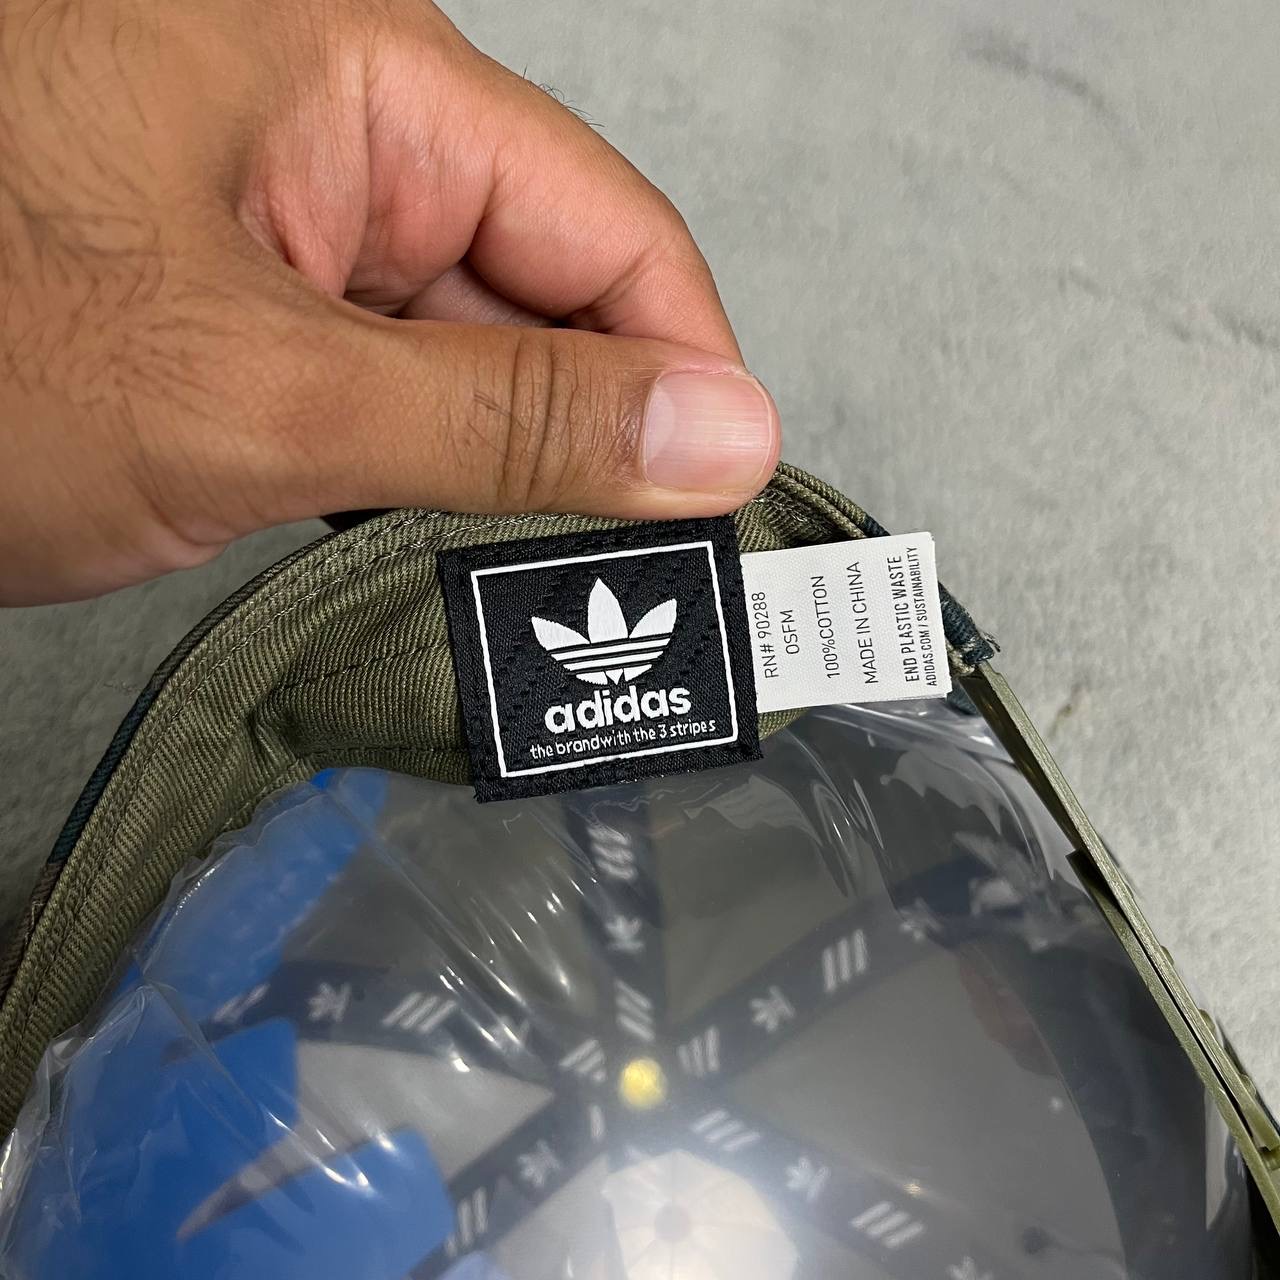 adidas
the brand with the 3 stripes
RN# 90288
OSFM
100%COTTON
MADE IN CHINA
END PLASTIC WASTE
ADIDAS.COM / SUSTAINABILITY